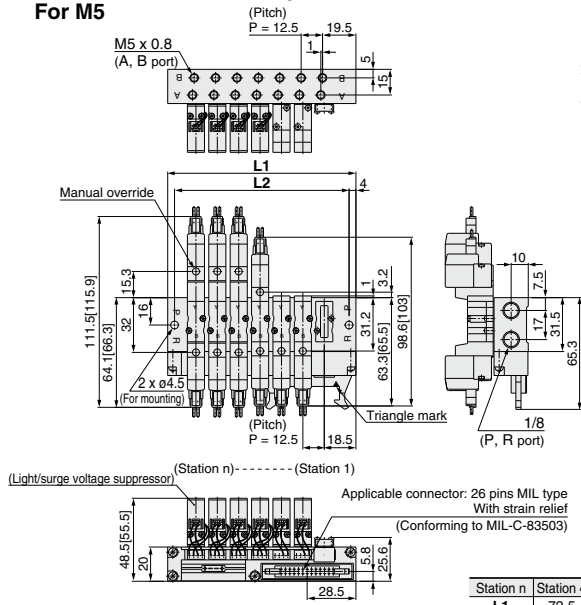 For M5
(Pitch)
P = 12.5
19.5
1
M5 x 0.8
(A, B port)
5
15
B
B
A
A
L1
L2
4
Manual override
111.5[115.9]
64.1[66.3]
32
16
15.3
P
R
P
R
1
3.2
31.2
63.3[65.5]
98.6[103]
2 x ø4.5
(For mounting)
(Pitch)
P = 12.5
18.5
Triangle mark
10
7.5
17
31.5
65.3
1/8
(P, R port)
(Station n)-------(Station 1)
(Light/surge voltage suppressor)
Applicable connector: 26 pins MIL type
With strain relief
(Conforming to MIL-C-83503)
48.5[55.5]
20
5.8
25.6
28.5
Station n
L1